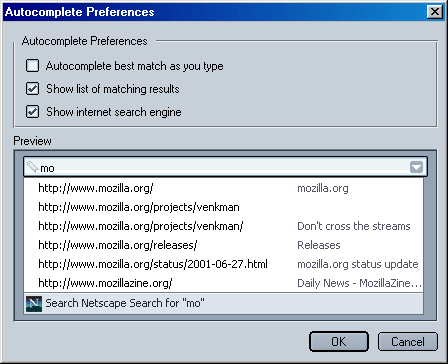 Autocomplete Preferences
Autocomplete Preferences
Autocomplete best match as you type
Show list of matching results
Show internet search engine
Preview
mo
http://www.mozilla.org/ mozilla.org
http://www.mozilla.org/projects/venkman
http://www.mozilla.org/projects/venkman/ Don't cross the streams
http://www.mozilla.org/releases/ Releases
http://www.mozilla.org/status/2001-06-27.html mozilla.org status update
http://www.mozillazine.org/ Daily News - MozillaZine...
N Search Netscape Search for "mo"
OK Cancel